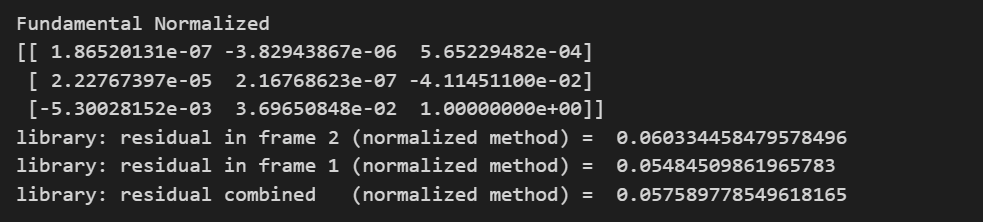 Fundamental Normalized
[[ 1.86520131e-07 -3.82943867e-06  5.65229482e-04]
 [ 2.22767397e-05  2.16768623e-07 -4.11451100e-02]
 [-5.30028152e-03  3.69650848e-02  1.00000000e+00]]
library: residual in frame 2 (normalized method) =  0.060334458479578496
library: residual in frame 1 (normalized method) =  0.05484509861965783
library: residual combined   (normalized method) =  0.057589778549618165